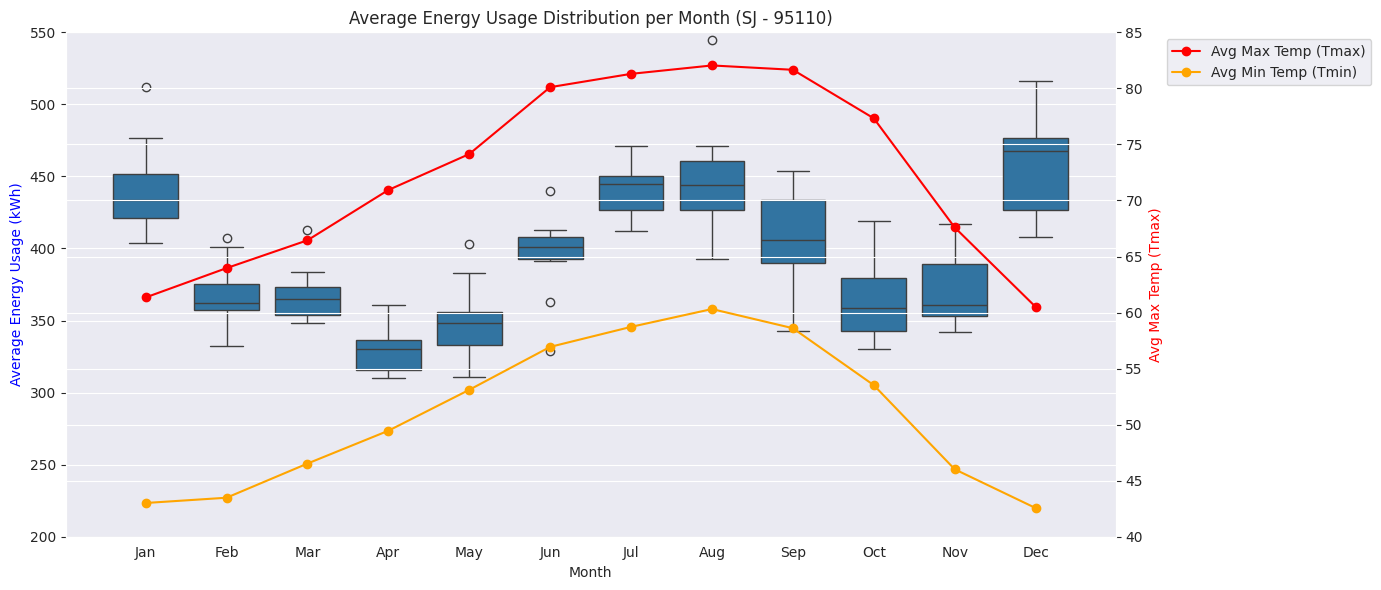 Average Energy Usage Distribution per Month (SJ - 95110)
Average Energy Usage (kWh)
550
500
450
400
350
300
250
200
Jan Feb Mar Apr May Jun Jul Aug Sep Oct Nov Dec
Month
85
80
75
70
65
60
55
50
45
40
Avg Max Temp (Tmax)
Avg Max Temp (Tmax)
Avg Min Temp (Tmin)